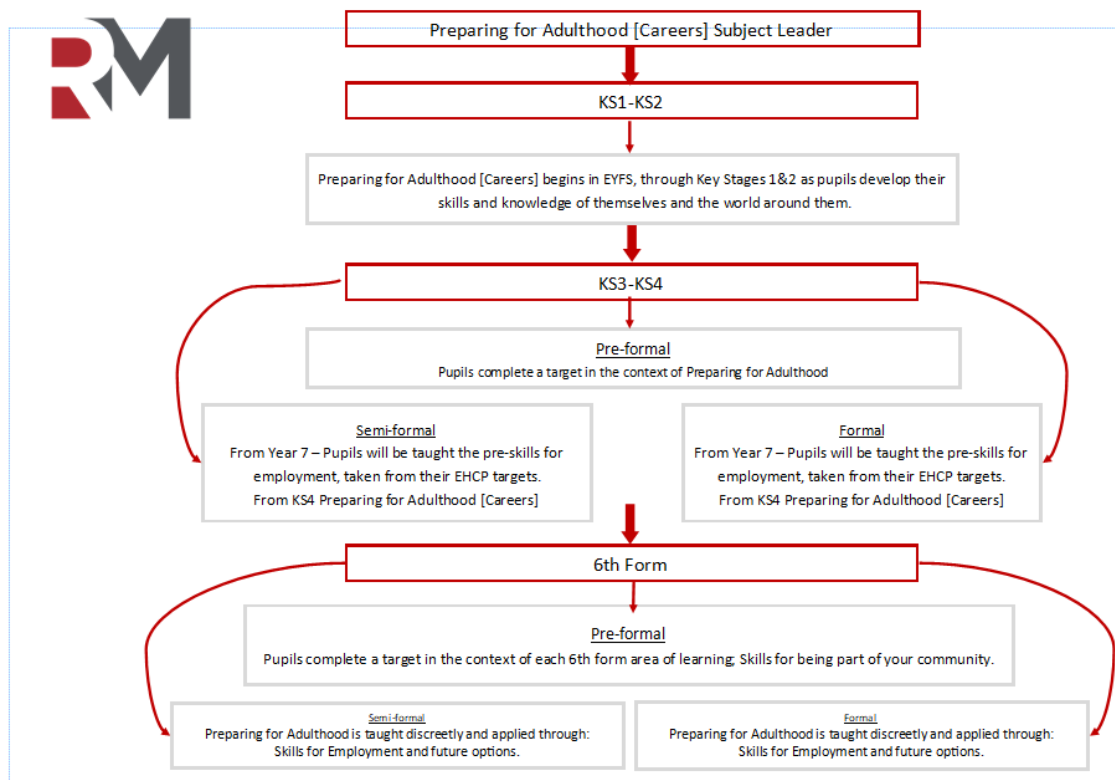 RM
Preparing for Adulthood [Careers] Subject Leader
KS1-KS2
Preparing for Adulthood [Careers] begins in EYFS, through Key Stages 1&2 as pupils develop their
skills and knowledge of themselves and the world around them.
KS3-KS4
Pre-formal
Pupils complete a target in the context of Preparing for Adulthood
Semi-formal
From Year 7 – Pupils will be taught the pre-skills for
employment, taken from their EHCP targets.
From KS4 Preparing for Adulthood [Careers]
Formal
From Year 7 – Pupils will be taught the pre-skills for
employment, taken from their EHCP targets.
From KS4 Preparing for Adulthood [Careers]
6th Form
Pre-formal
Pupils complete a target in the context of each 6th form area of learning; Skills for being part of your community.
Semi-formal
Preparing for Adulthood is taught discreetly and applied through:
Skills for Employment and future options.
Formal
Preparing for Adulthood is taught discreetly and applied through:
Skills for Employment and future options.